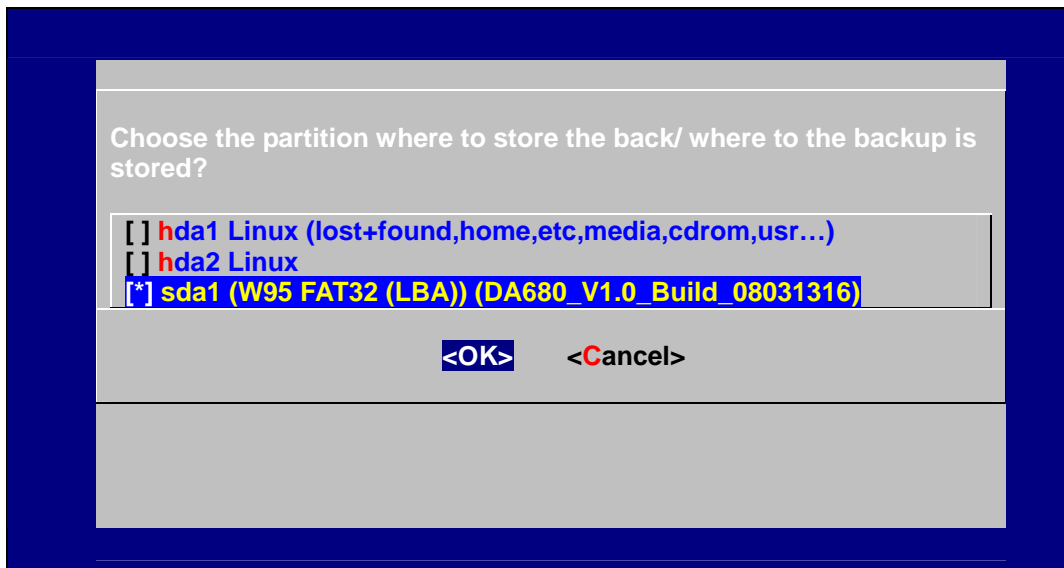 Choose the partition where to store the back/ where to the backup is
stored?
[ ] hda1 Linux (lost+found,home,etc,media,cdrom,usr…)
[ ] hda2 Linux
[*] sda1 (W95 FAT32 (LBA)) (DA680_V1.0_Build_08031316)
<OK> <Cancel>